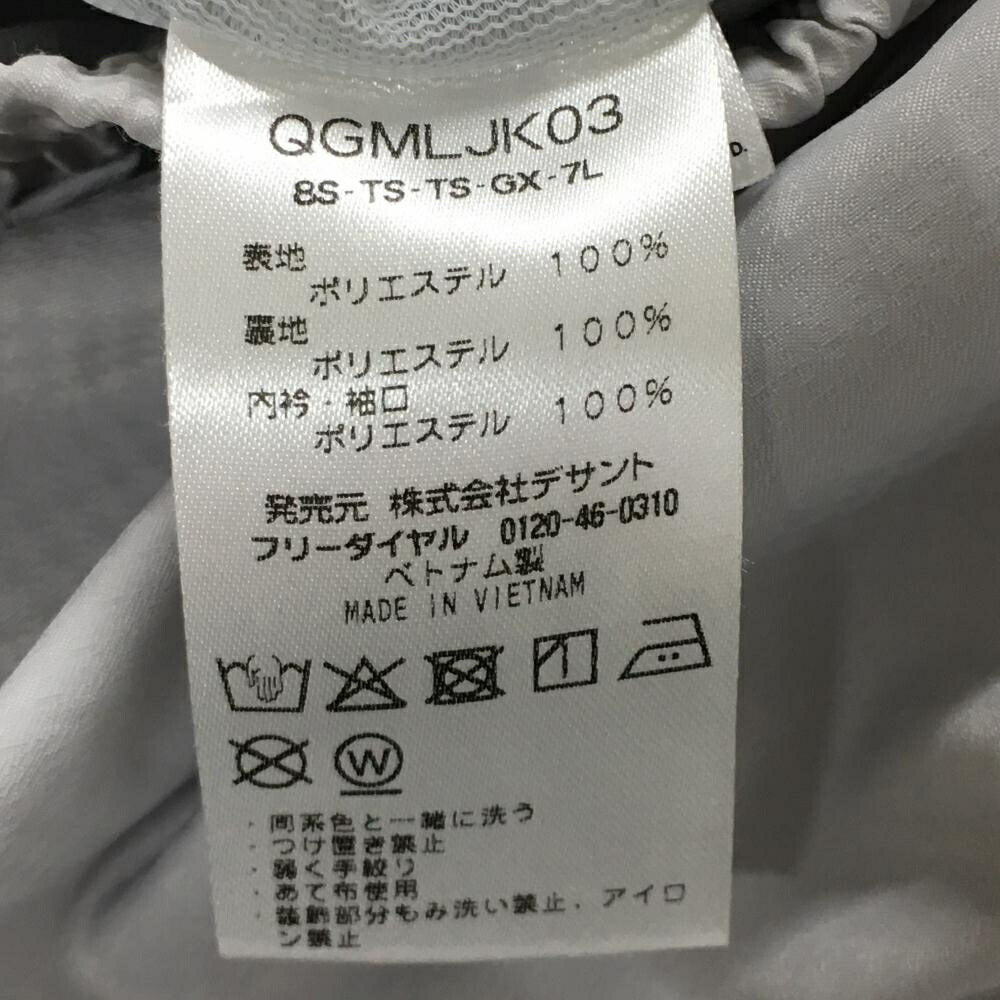 QGMLJK03
8S-TS-TS-GX-7L
表地
ポリエステル 100%
裏地
ポリエステル 100%
内衿・袖口
ポリエステル 100%
発売元 株式会社デサント
フリーダイヤル 0120-46-0310
ベトナム製
MADE IN VIETNAM
W
・同系色と一緒に洗う
・つけ置き禁止
・弱く手絞り
・あて布使用
・装飾部分もみ洗い禁止．アイロ
ン禁止
D.